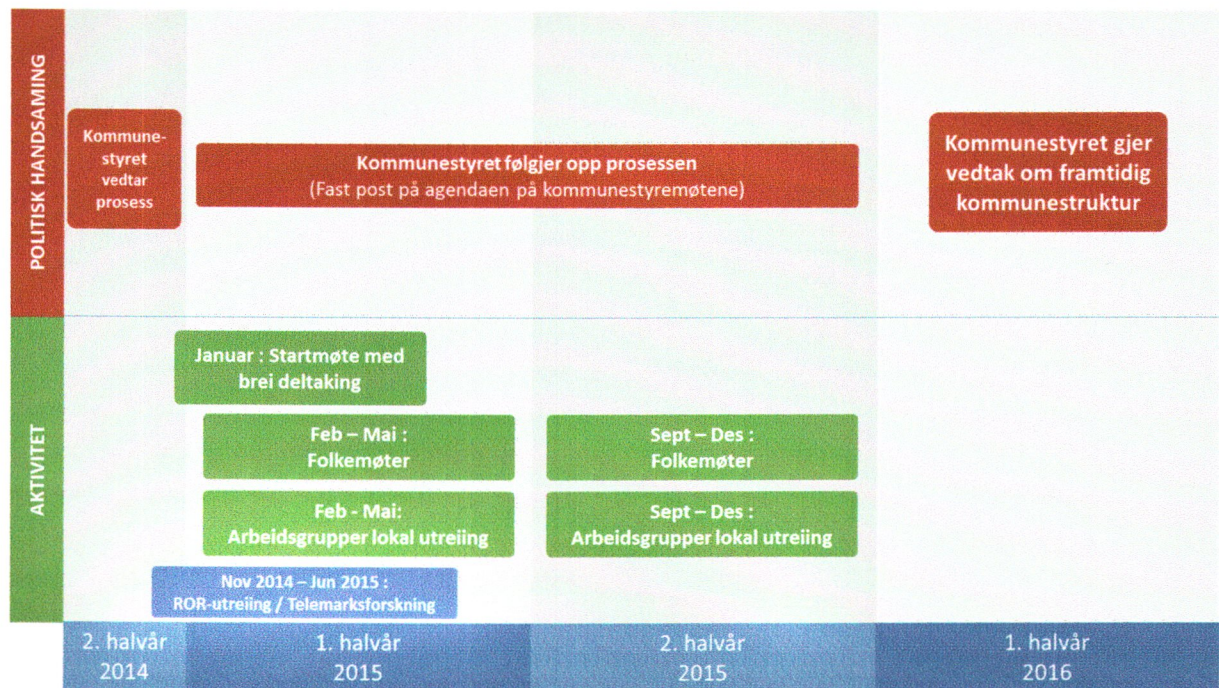 POLITISK HANDSAMING
Kommune-
styret
vedtar
prosess
Kommunestyret følgjer opp prosessen
(Fast post på agendaen på kommunestyremøtene)
Kommunestyret gjer
vedtak om framtidig
kommunestruktur
AKTIVITET
Januar : Startmøte med
brei deltaking
Feb – Mai :
Folkemøter
Sept – Des :
Folkemøter
Feb - Mai:
Arbeidsgrupper lokal utreiing
Sept – Des :
Arbeidsgrupper lokal utreiing
Nov 2014 – Jun 2015 :
ROR-utreiing / Telemarksforskning
2. halvår
2014
1. halvår
2015
2. halvår
2015
1. halvår
2016